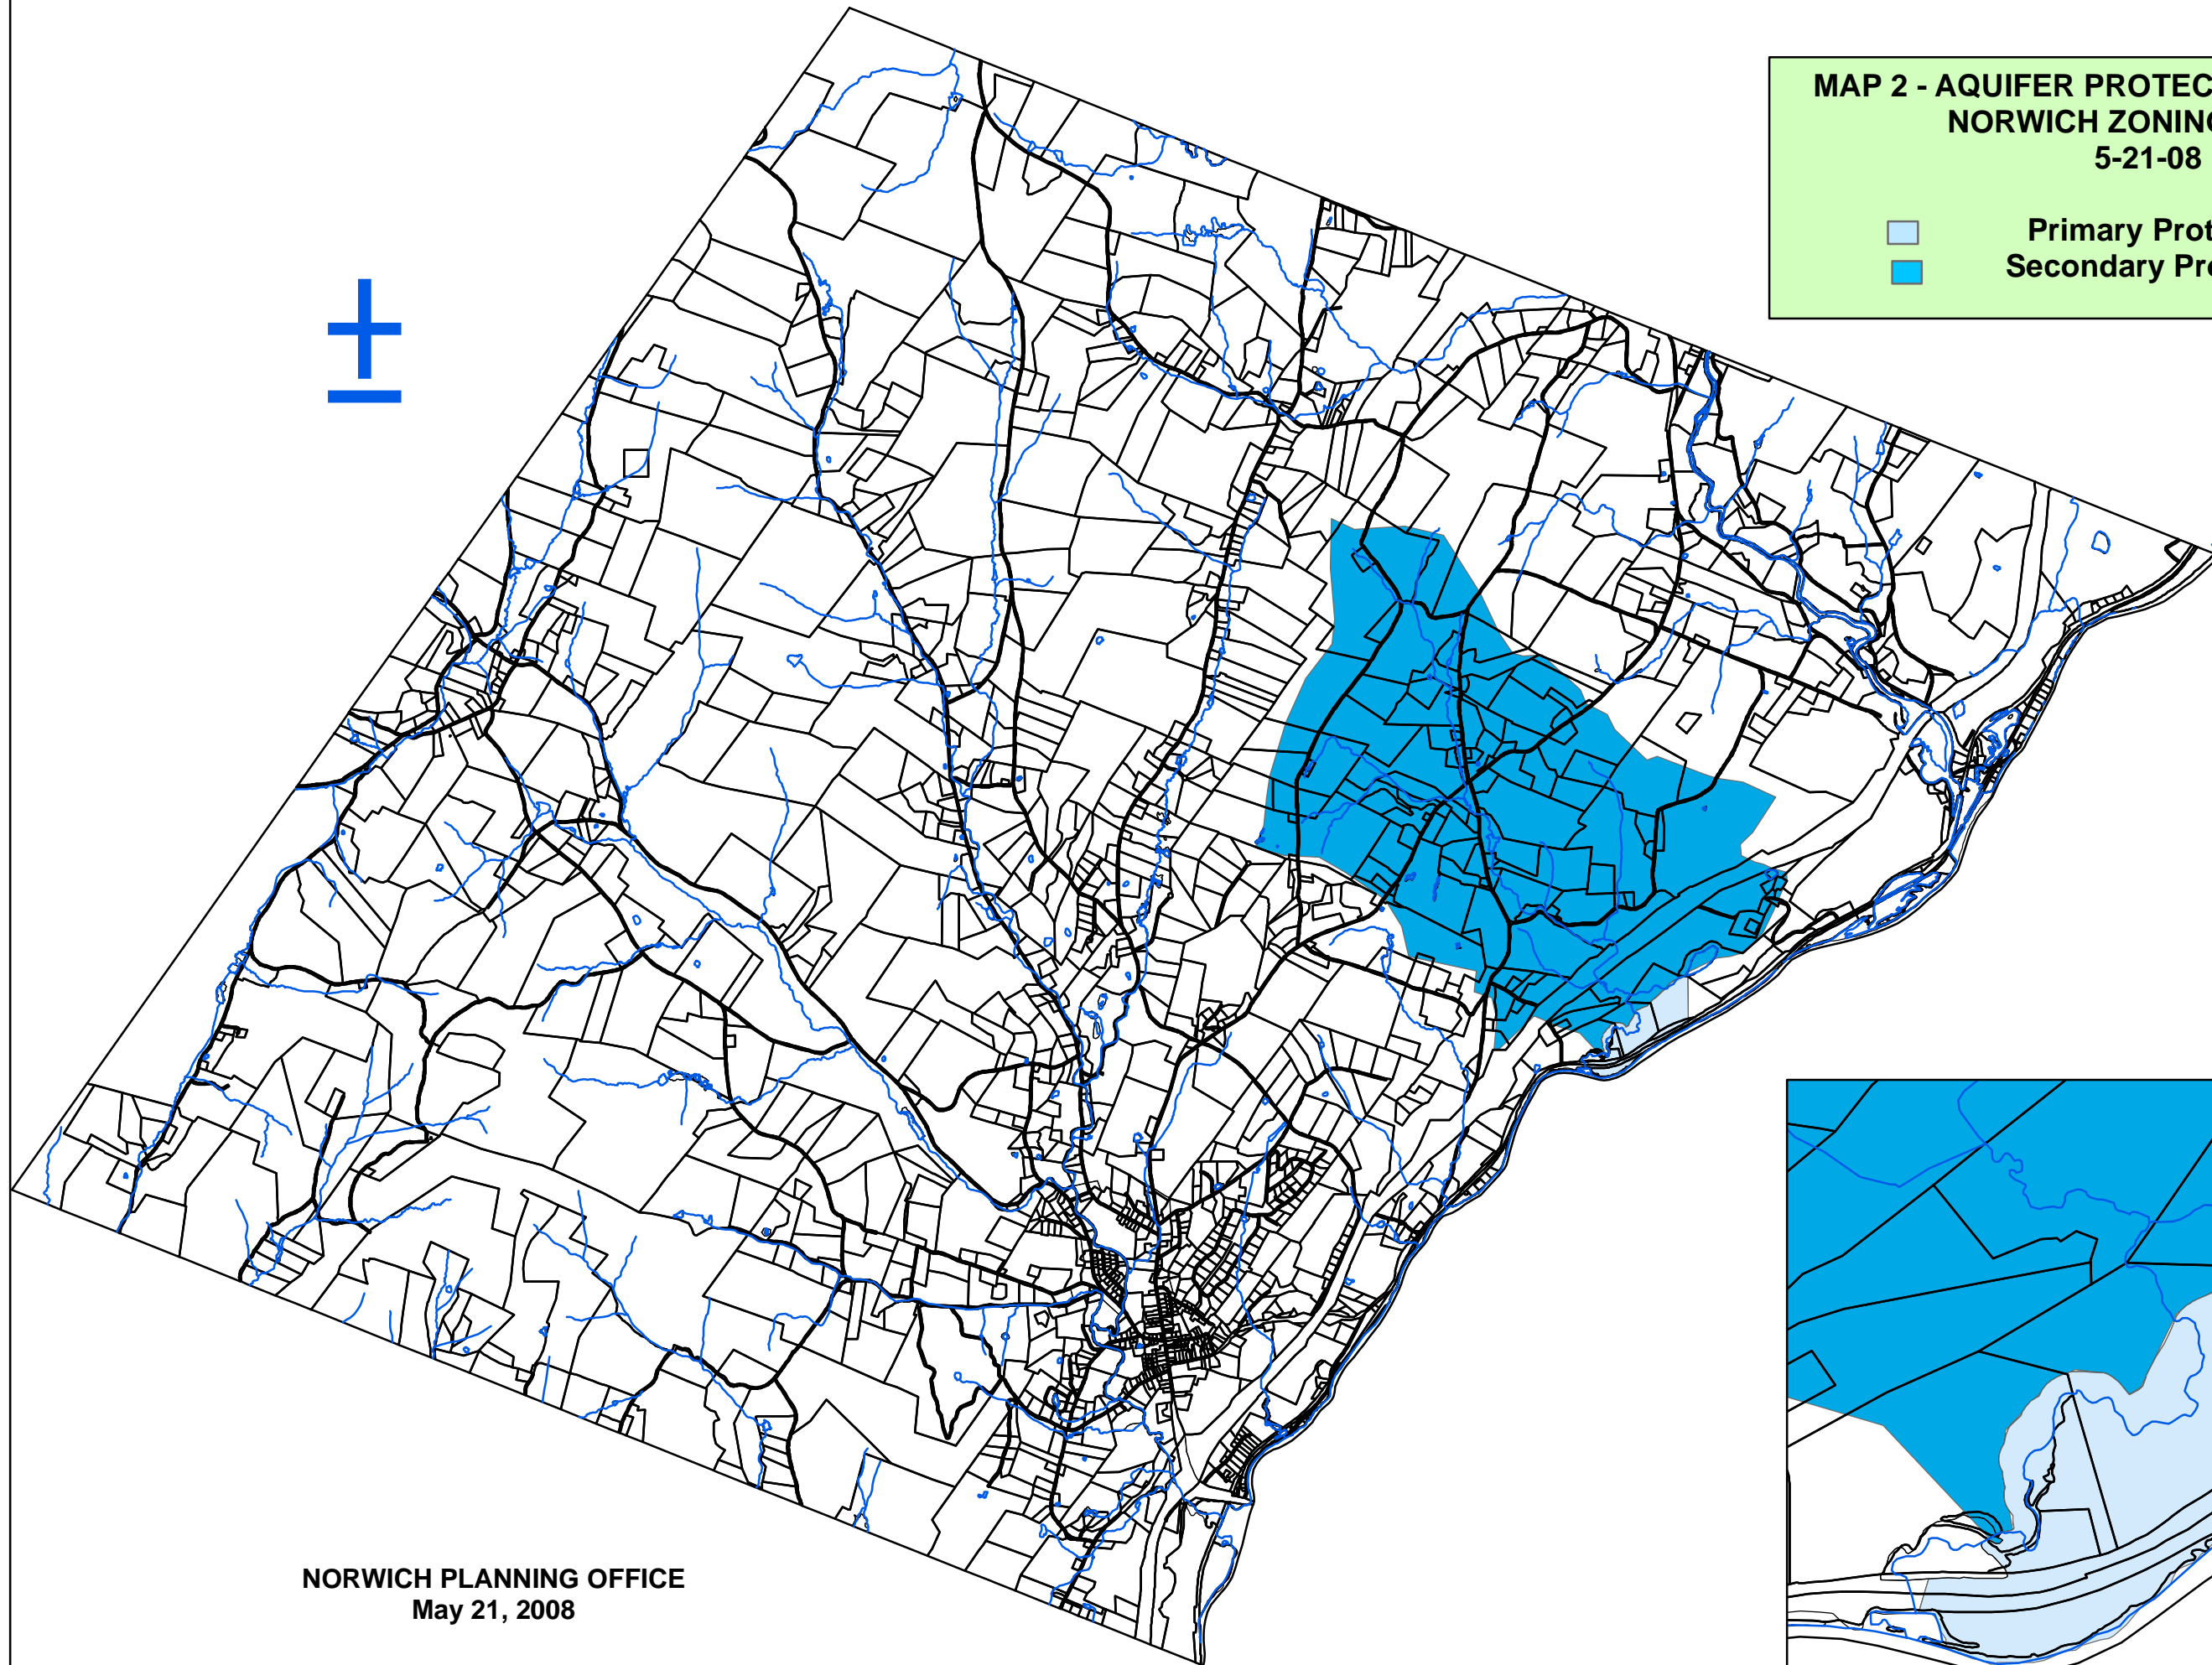 MAP 2 - AQUIFER PROTEC
NORWICH ZONING
5-21-08
Primary Prot
Secondary Pro
NORWICH PLANNING OFFICE
May 21, 2008